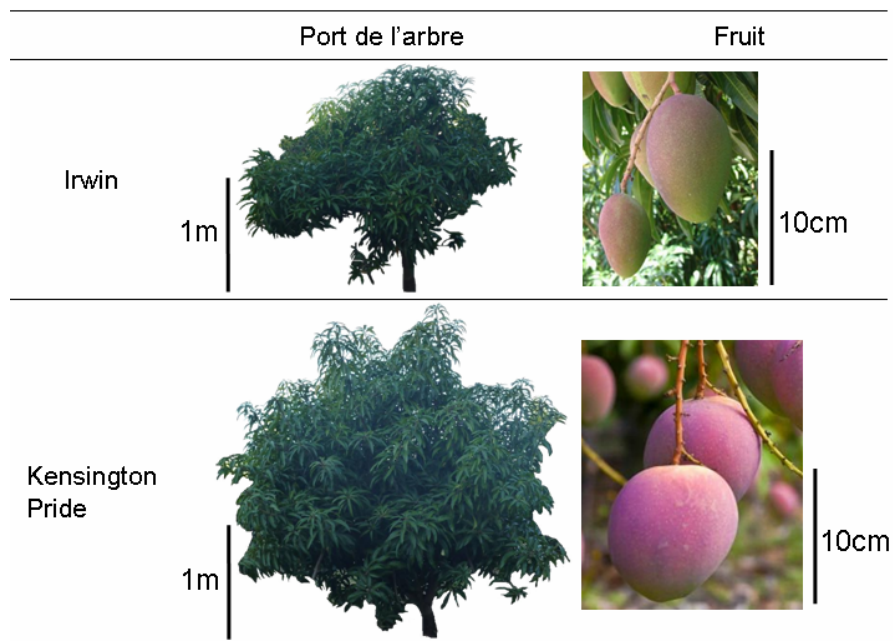 Port de l'arbre
Fruit
Irwin
1m
10cm
Kensington
Pride
1m
10cm